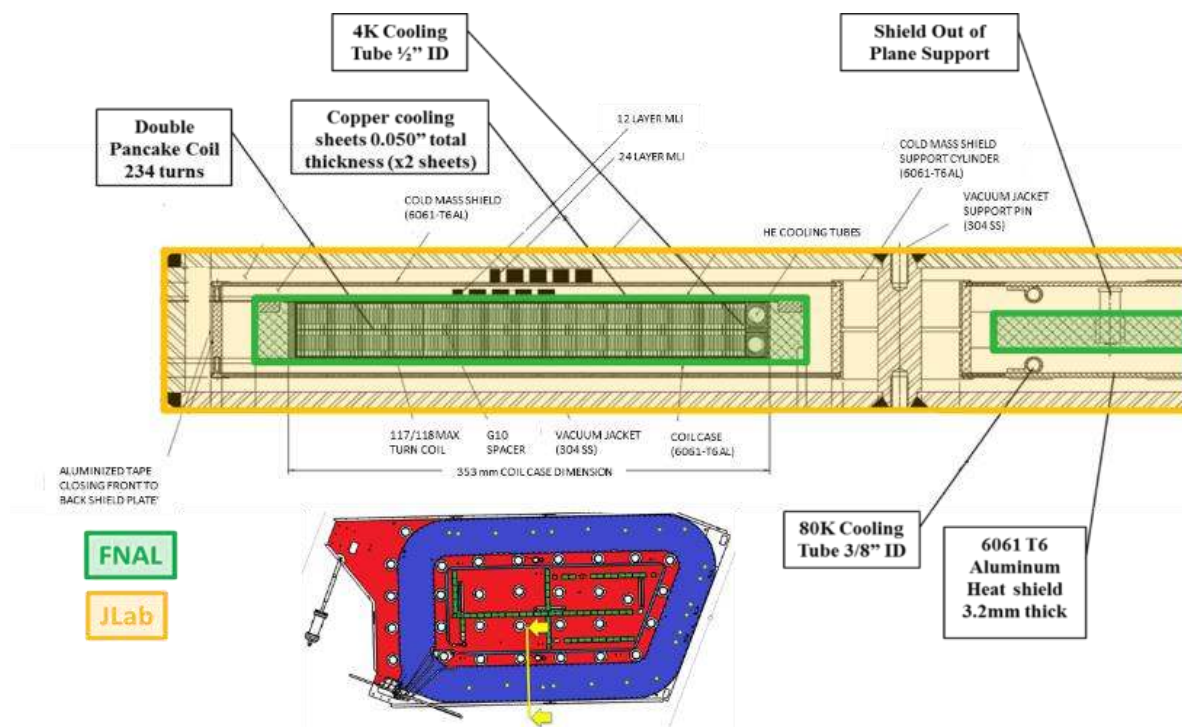 4K Cooling
Tube ½” ID
Shield Out of
Plane Support
Double
Pancake Coil
234 turns
Copper cooling
sheets 0.050” total
thickness (x2 sheets)
12 LAYER MLI
24 LAYER MLI
COLD MASS SHIELD
SUPPORT CYLINDER
(6061-T6AL)
COLD MASS SHIELD
(6061-T6AL)
VACUUM JACKET
SUPPORT PIN
(304 SS)
HE COOLING TUBES
117/118 MAX
TURN COIL
G10
SPACER
VACUUM JACKET
(304 SS)
COIL CASE
(6061-T6AL)
353 mm COIL CASE DIMENSION
ALUMINIZED TAPE
CLOSING FRONT TO
BACK SHIELD PLATE'
FNAL
JLab
80K Cooling
Tube 3/8” ID
6061 T6
Aluminum
Heat shield
3.2mm thick